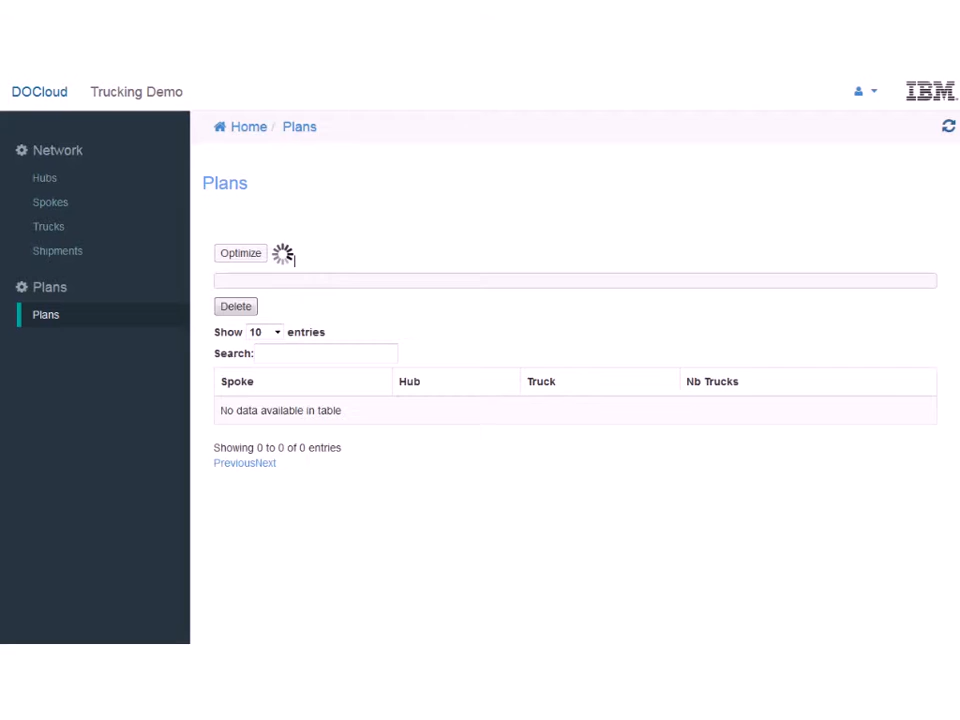 DOCloud Trucking Demo IBM
Home / Plans
Network
Hubs
Spokes
Trucks
Shipments
Plans
Plans
Plans
Optimize
Delete
Show 10 entries
Search:
Spoke Hub Truck Nb Trucks
No data available in table
Showing 0 to 0 of 0 entries
PreviousNext